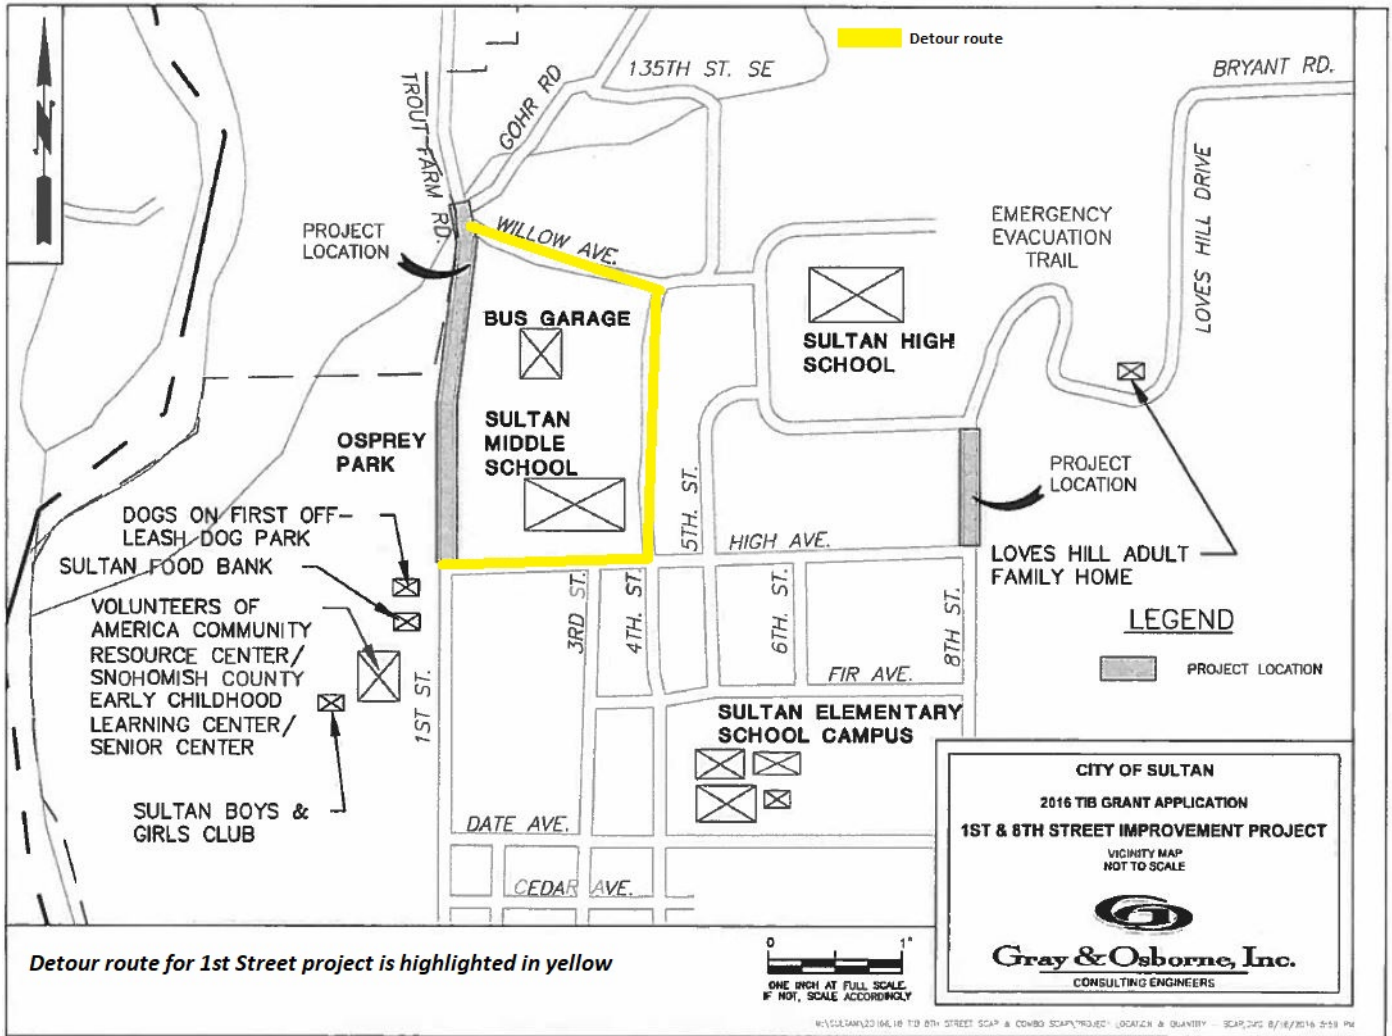 Detour route
135TH ST. SE
BRYANT RD.
GOHR RD
TROUT FARM RD.
LOVES HILL DRIVE
N
PROJECT
LOCATION
WILLOW AVE.
EMERGENCY
EVACUATION
TRAIL
BUS GARAGE
SULTAN HIGH
SCHOOL
SULTAN
MIDDLE
SCHOOL
OSPREY
PARK
PROJECT
LOCATION
5TH. ST.
HIGH AVE.
DOGS ON FIRST OFF-
LEASH DOG PARK
SULTAN FOOD BANK
VOLUNTEERS OF
AMERICA COMMUNITY
RESOURCE CENTER/
SNOHOMISH COUNTY
EARLY CHILDHOOD
LEARNING CENTER/
SENIOR CENTER
LOVES HILL ADULT
FAMILY HOME
3RD ST.
4TH. ST.
6TH. ST.
8TH ST.
1ST ST.
FIR AVE.
LEGEND
PROJECT LOCATION
SULTAN ELEMENTARY
SCHOOL CAMPUS
SULTAN BOYS &
GIRLS CLUB
DATE AVE.
CEDAR AVE.
CITY OF SULTAN
2016 TIB GRANT APPLICATION
1ST & 8TH STREET IMPROVEMENT PROJECT
VICINITY MAP
NOT TO SCALE
G
Gray & Osborne, Inc.
CONSULTING ENGINEERS
Detour route for 1st Street project is highlighted in yellow
0 1"
ONE INCH AT FULL SCALE.
IF NOT, SCALE ACCORDINGLY